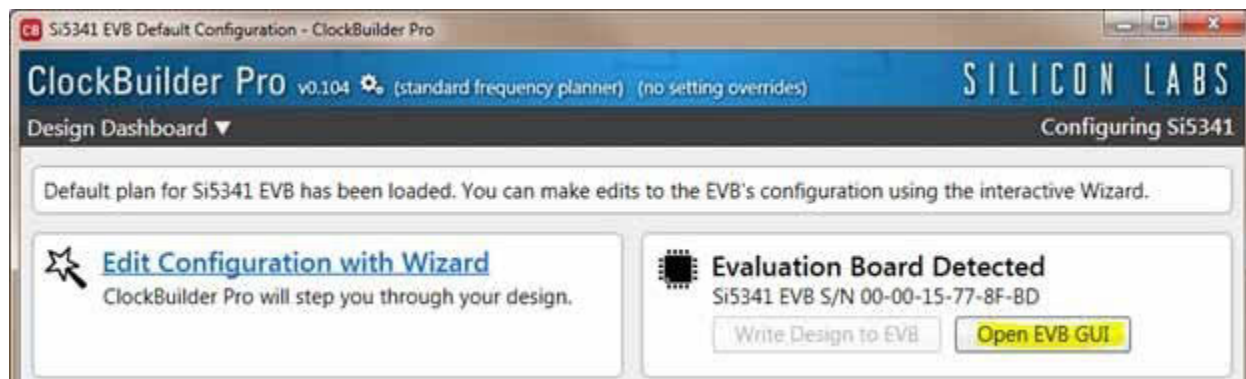 CB Si5341 EVB Default Configuration - ClockBuilder Pro
ClockBuilder Pro v0.104 (standard frequency planner) (no setting overrides) SILICON LABS
Design Dashboard ▼ Configuring Si5341
Default plan for Si5341 EVB has been loaded. You can make edits to the EVB's configuration using the interactive Wizard.
Edit Configuration with Wizard
ClockBuilder Pro will step you through your design.
Evaluation Board Detected
Si5341 EVB S/N 00-00-15-77-8F-BD
Write Design to EVB Open EVB GUI